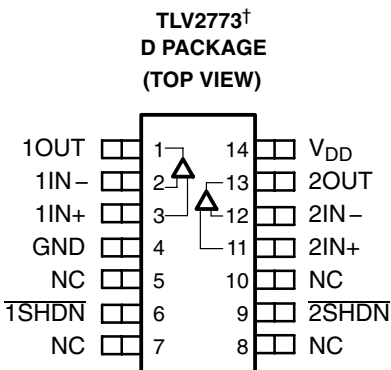 TLV2773†
D PACKAGE
(TOP VIEW)
1OUT 1 14 VDD
1IN− 2 13 2OUT
1IN+ 3 12 2IN−
GND 4 11 2IN+
NC 5 10 NC
1SHDN 6 9 2SHDN
NC 7 8 NC